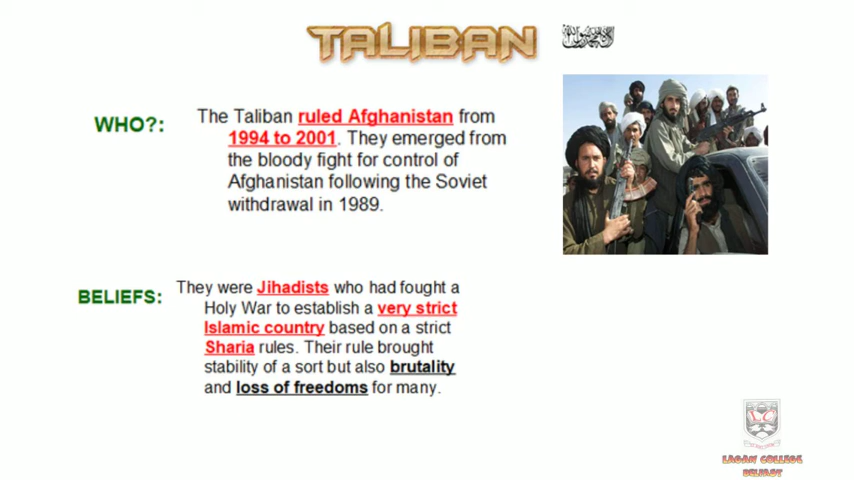 TALIBAN
WHO?:
The Taliban ruled Afghanistan from
1994 to 2001. They emerged from
the bloody fight for control of
Afghanistan following the Soviet
withdrawal in 1989.
BELIEFS:
They were Jihadists who had fought a
Holy War to establish a very strict
Islamic country based on a strict
Sharia rules. Their rule brought
stability of a sort but also brutality
and loss of freedoms for many.
LC
LAGAN COLLEGE
BELFAST